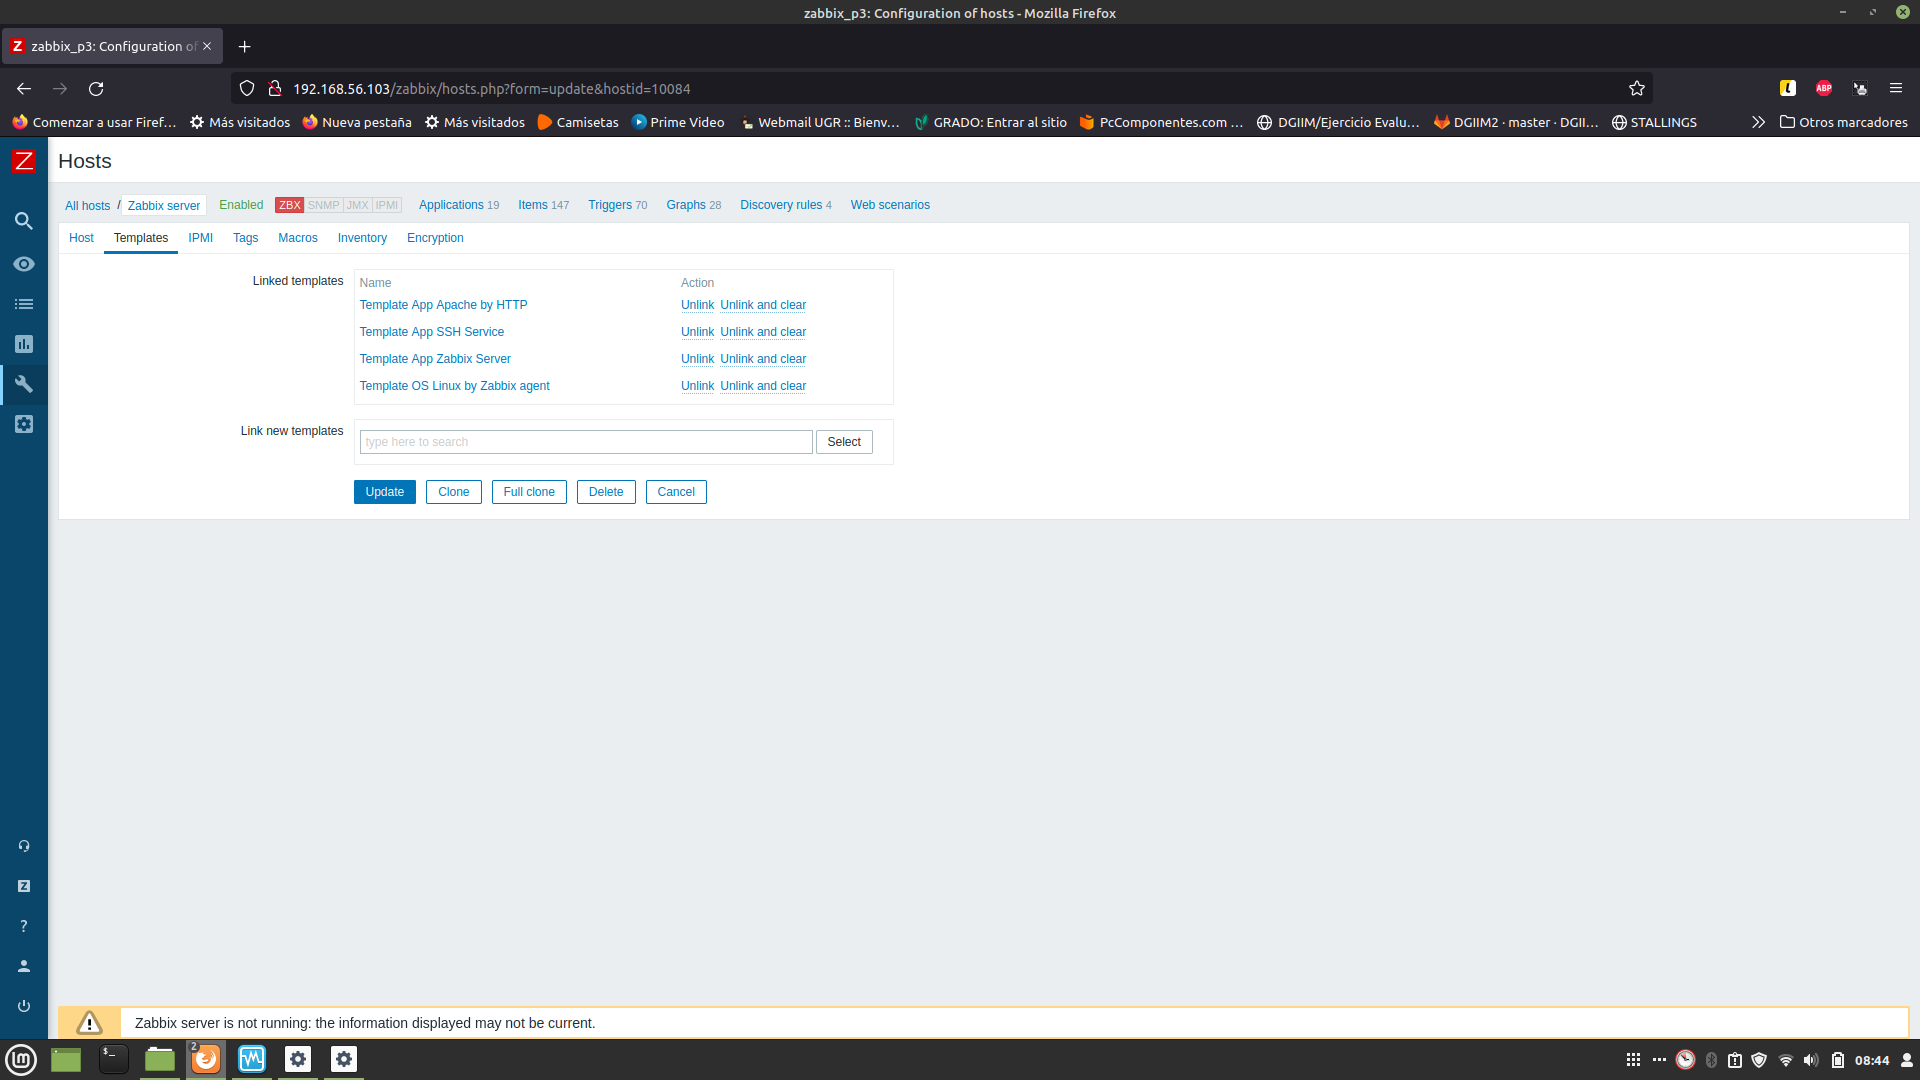 zabbix_p3: Configuration of hosts - Mozilla Firefox
Z zabbix_p3: Configuration of
192.168.56.103/zabbix/hosts.php?form=update&hostid=10084
ABP
Comenzar a usar Firef… Más visitados Nueva pestaña Más visitados Camisetas Prime Video Webmail UGR :: Bienv… GRADO: Entrar al sitio PcComponentes.com … DGIIM/Ejercicio Evalu… DGIIM2 · master · DGII… STALLINGS Otros marcadores
Z
Hosts
All hosts / Zabbix server Enabled ZBX SNMP JMX IPMI Applications 19 Items 147 Triggers 70 Graphs 28 Discovery rules 4 Web scenarios
Host Templates IPMI Tags Macros Inventory Encryption
Linked templates Name Action
Template App Apache by HTTP Unlink Unlink and clear
Template App SSH Service Unlink Unlink and clear
Template App Zabbix Server Unlink Unlink and clear
Template OS Linux by Zabbix agent Unlink Unlink and clear
Link new templates type here to search Select
Update Clone Full clone Delete Cancel
Z
?
Zabbix server is not running: the information displayed may not be current.
2
08:44